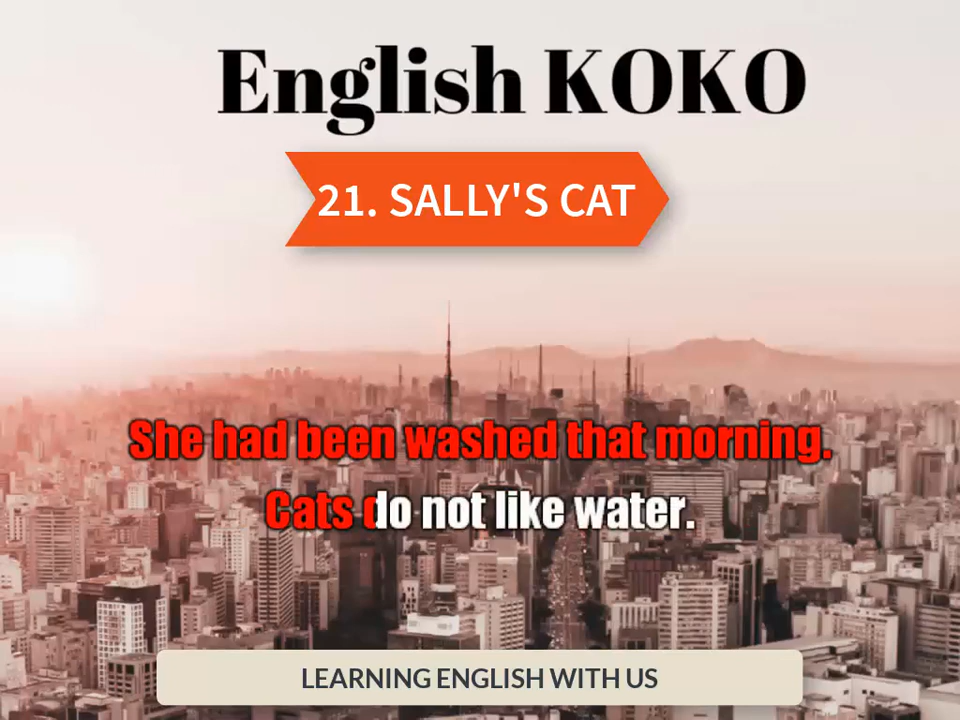 English KOKO
21. SALLY'S CAT
She had been washed that morning.
Cats do not like water.
LEARNING ENGLISH WITH US